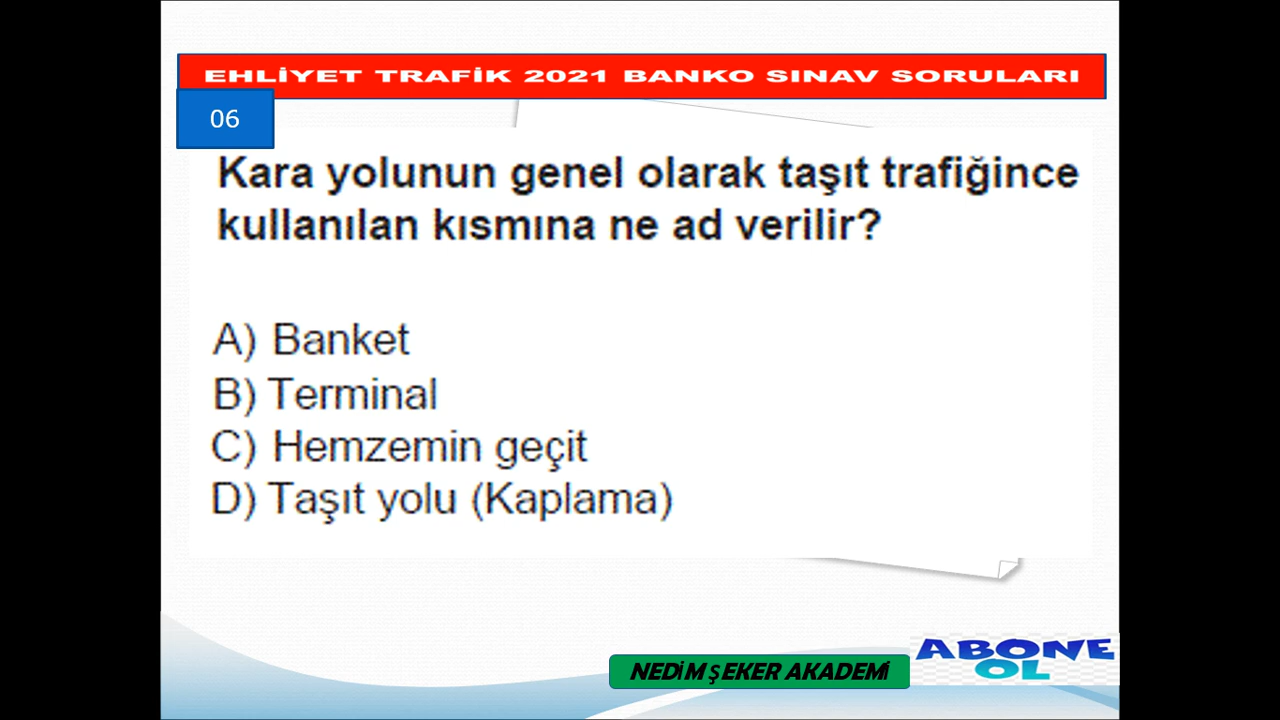 EHLİYET TRAFİK 2021 BANKO SINAV SORULARI
06
Kara yolunun genel olarak taşıt trafiğince
kullanılan kısmına ne ad verilir?
A) Banket
B) Terminal
C) Hemzemin geçit
D) Taşıt yolu (Kaplama)
NEDİM ŞEKER AKADEMİ
ABONE
OL